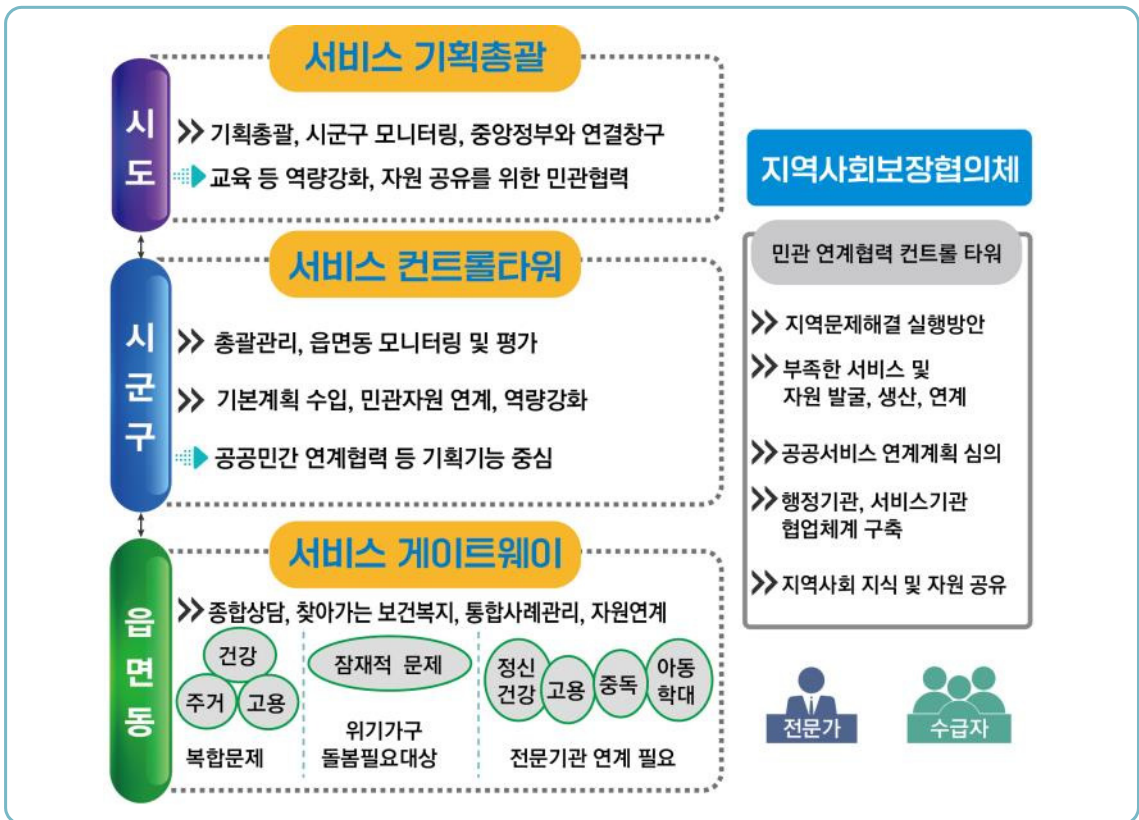 서비스 기획총괄
시도
기획총괄, 시군구 모니터링, 중앙정부와 연결창구
교육 등 역량강화, 자원 공유를 위한 민관협력
서비스 컨트롤타워
시군구
총괄관리, 읍면동 모니터링 및 평가
기본계획 수입, 민관자원 연계, 역량강화
공공민간 연계협력 등 기획기능 중심
서비스 게이트웨이
읍면동
종합상담, 찾아가는 보건복지, 통합사례관리, 자원연계
건강
주거
고용
복합문제
잠재적 문제
위기가구
돌봄필요대상
정신
건강
고용
중독
아동
학대
전문기관 연계 필요
지역사회보장협의체
민관 연계협력 컨트롤 타워
지역문제해결 실행방안
부족한 서비스 및
자원 발굴, 생산, 연계
공공서비스 연계계획 심의
행정기관, 서비스기관
협업체계 구축
지역사회 지식 및 자원 공유
전문가
수급자